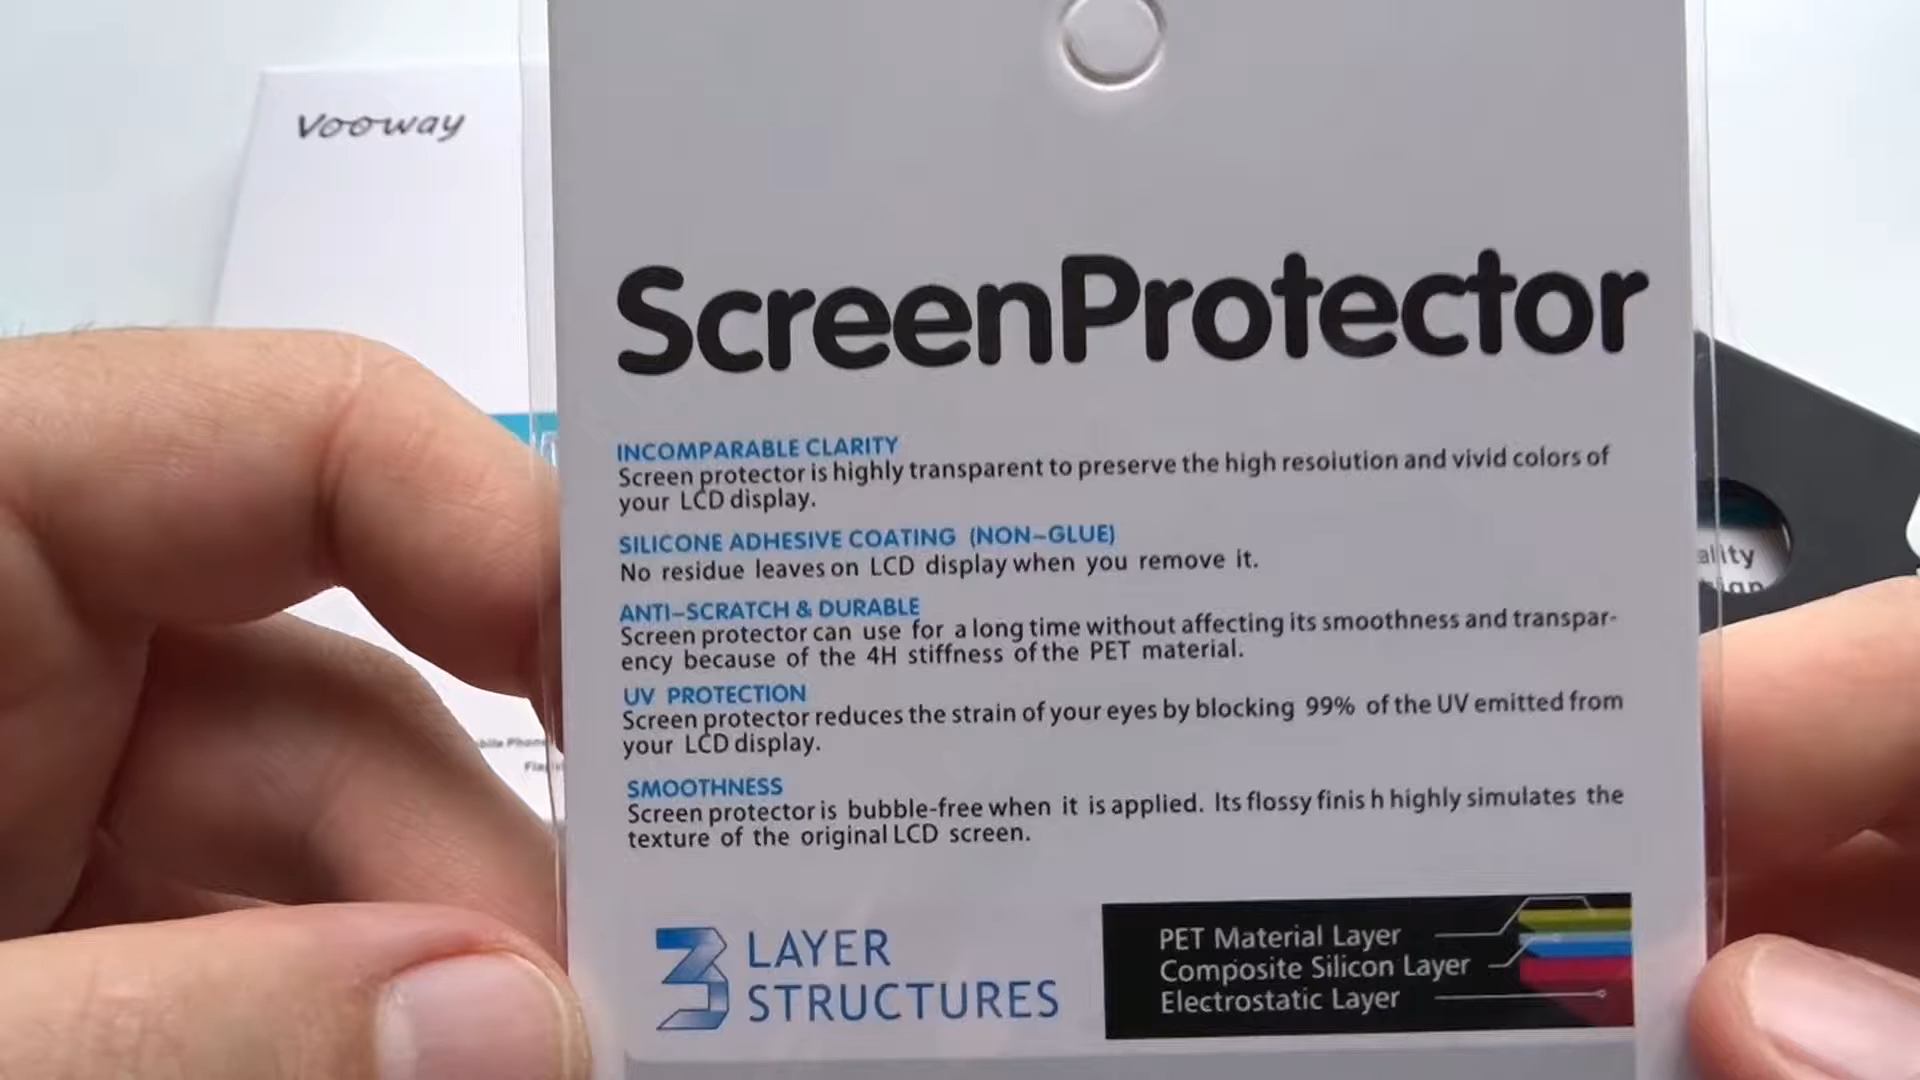 Vooway
ScreenProtector
INCOMPARABLE CLARITY
Screen protector is highly transparent to preserve the high resoiution and vivid colors of
your LCD display.
SILICONE ADHESIVE COATING (NON-GLUE)
No residue leaves on LCD display when you remove it.
ANTI-SCRATCH & DURABLE
Screen protector can use for a long time without affecting its smoothness and transpar-
ency because of the 4H stiffness of the PET material.
UV PROTECTION
Screen protector reduces the strain of your eyes by blocking 99% of the UV emitted from
your LCD display.
SMOOTHNESS
Screen protector is bubble-free when it is applied. Its flossy finis h highly simulates the
texture of the original LCD screen.
3 LAYER
STRUCTURES
PET Material Layer
Composite Silicon Layer
Electrostatic Layer